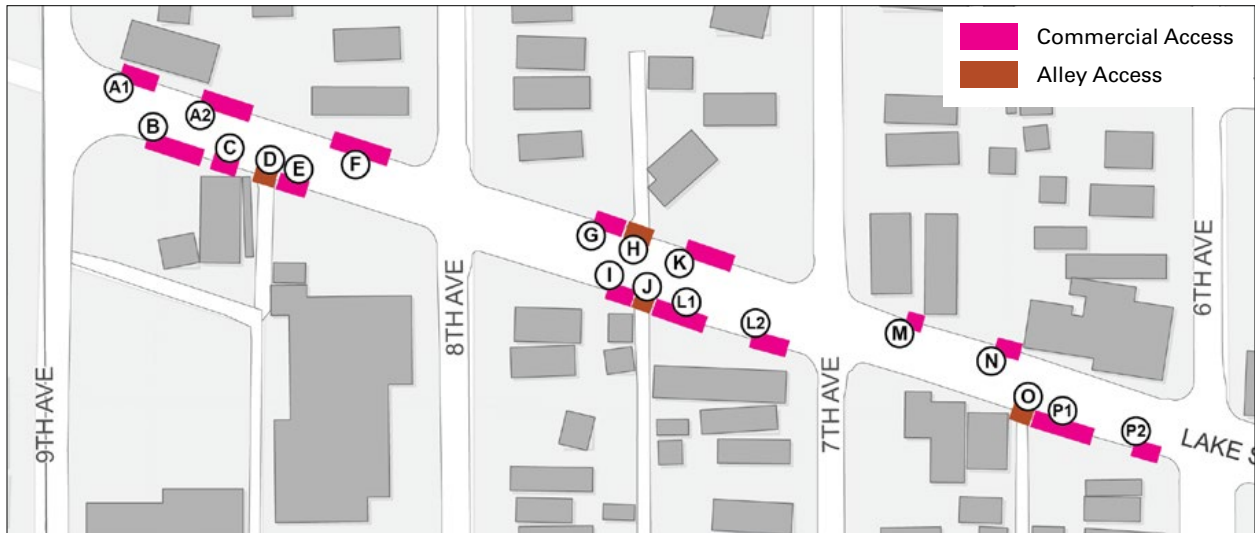 Commercial Access
Alley Access
A1
A2
B
C
D
E
F
G
H
I
J
K
L1
L2
M
N
O
P1
P2
9TH AVE
8TH AVE
7TH AVE
6TH AVE
LAKE